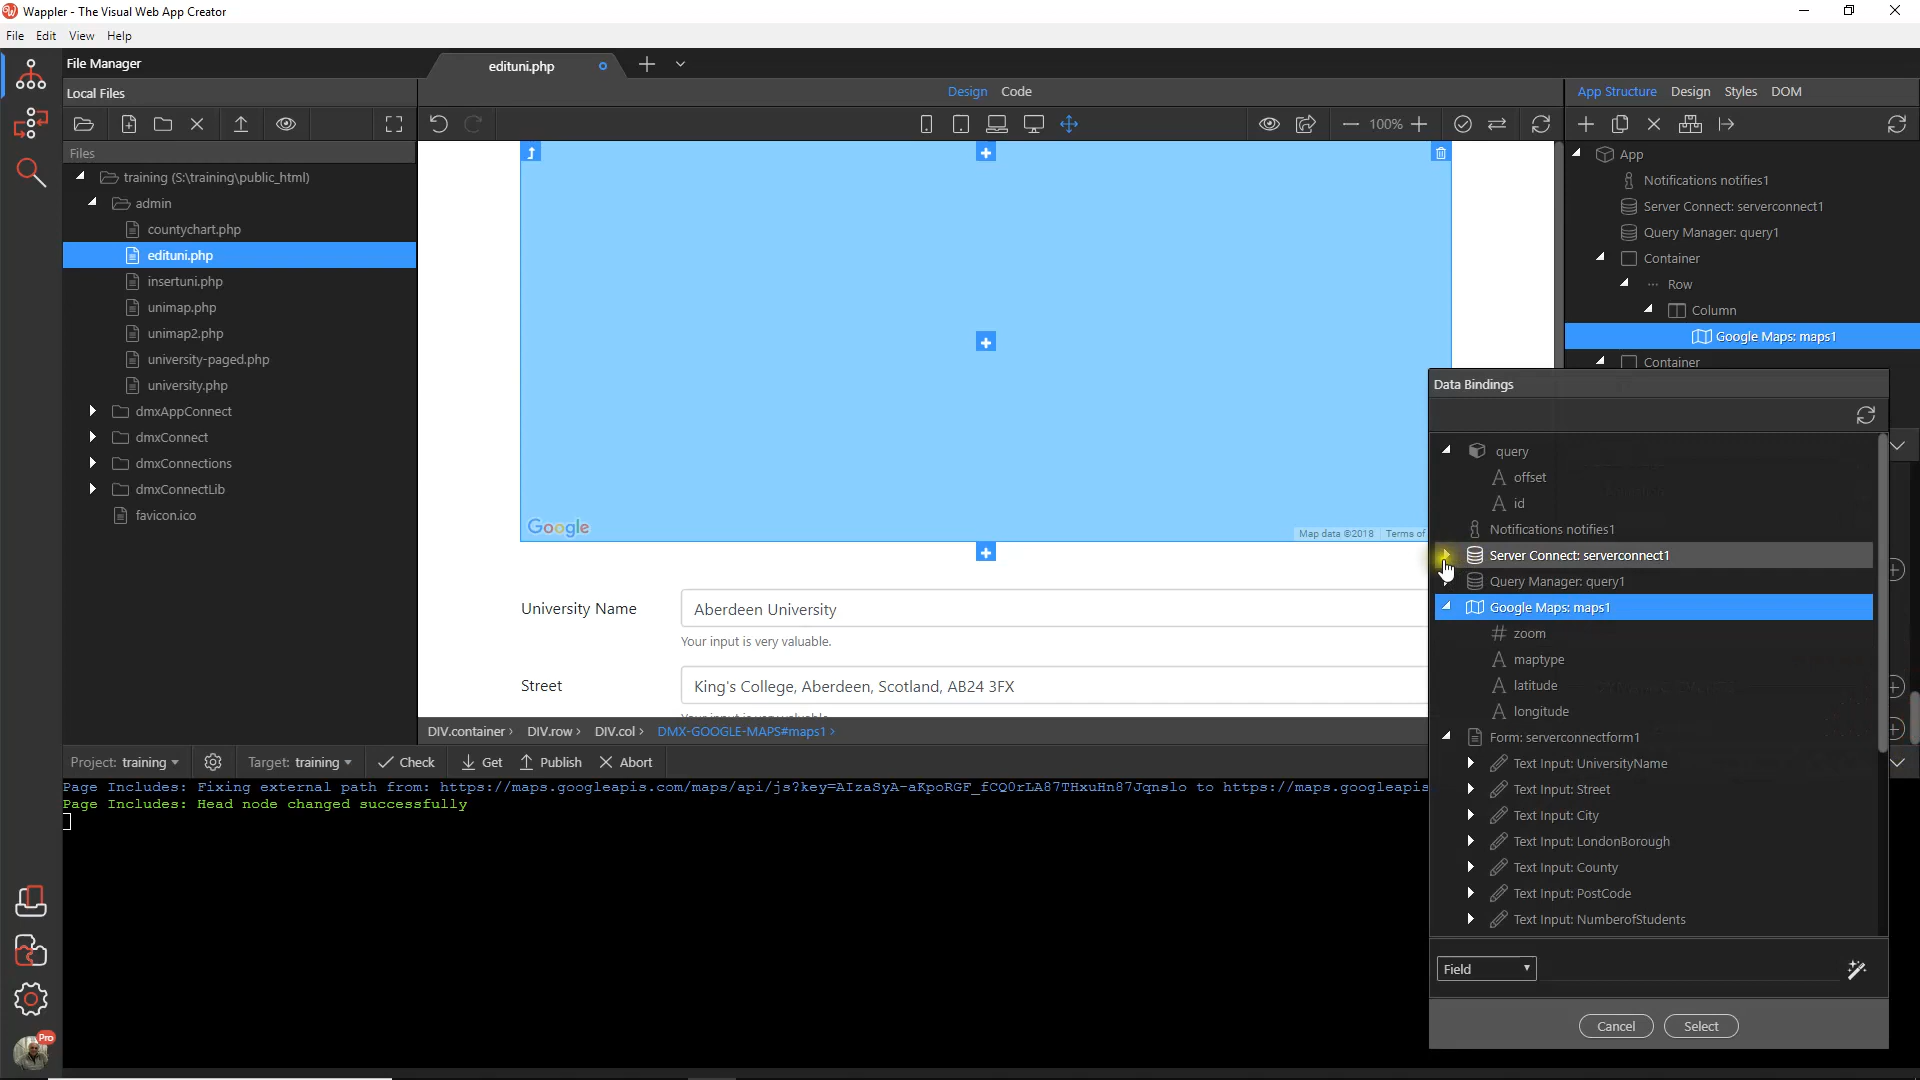 Wappler - The Visual Web App Creator
File Edit View Help
File Manager
Local Files
Files
training (S:\training\public_html)
admin
countychart.php
edituni.php
insertuni.php
unimap.php
unimap2.php
university-paged.php
university.php
dmxAppConnect
dmxConnect
dmxConnections
dmxConnectLib
favicon.ico
edituni.php
Design Code
100%
Google
Map data ©2018 Terms of
University Name
Aberdeen University
Your input is very valuable.
Street
King's College, Aberdeen, Scotland, AB24 3FX
DIV.container DIV.row DIV.col DMX-GOOGLE-MAPS#maps1
App Structure Design Styles DOM
App
Notifications notifies1
Server Connect: serverconnect1
Query Manager: query1
Container
Row
Column
Google Maps: maps1
Container
Data Bindings
query
offset
id
Notifications notifies1
Server Connect: serverconnect1
Query Manager: query1
Google Maps: maps1
zoom
maptype
latitude
longitude
Form: serverconnectform1
Text Input: UniversityName
Text Input: Street
Text Input: City
Text Input: LondonBorough
Text Input: County
Text Input: PostCode
Text Input: NumberofStudents
Field
Cancel Select
Project: training Target: training Check Get Publish Abort
Page Includes: Fixing external path from: https://maps.googleapis.com/maps/api/js?key=AIzaSyA-aKpoRGF_fCQ0rLA87THxuHn87Jqnslo to https://maps.googleapis
Page Includes: Head node changed successfully
Pro